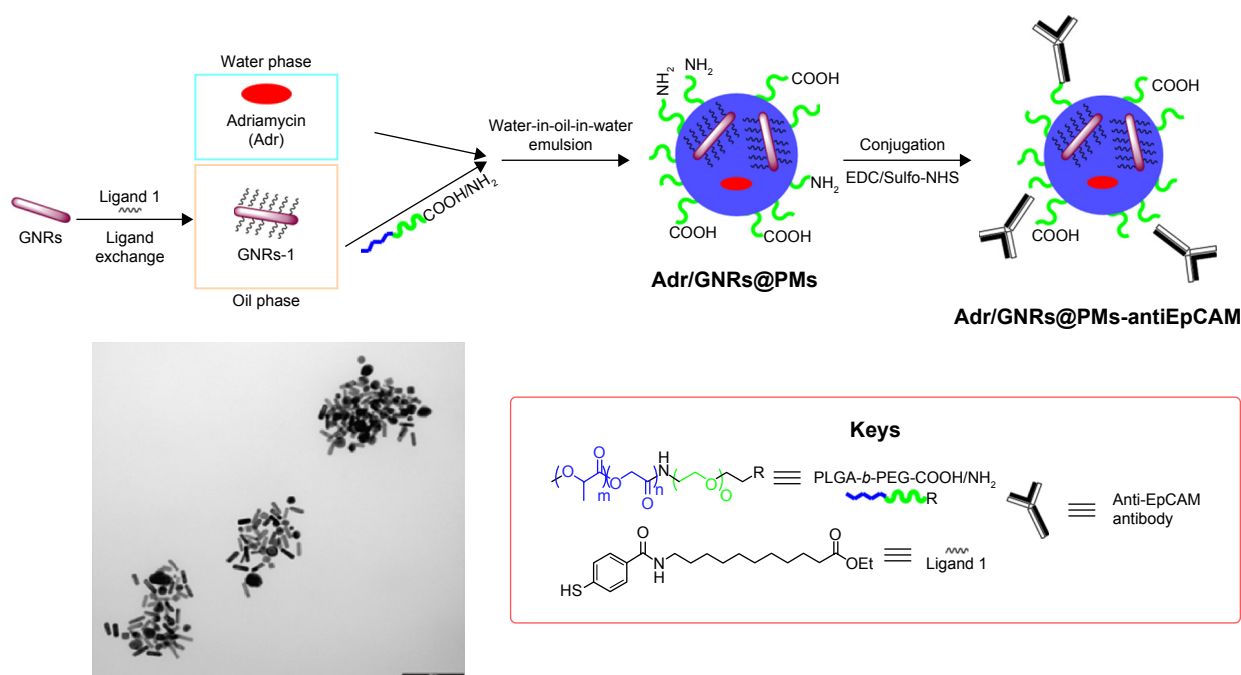 Water phase
Adriamycin
(Adr)
GNRs
Ligand 1
Ligand
exchange
GNRs-1
Oil phase
COOH/NH2
Water-in-oil-in-water
emulsion
NH2
NH2
COOH
NH2
COOH
COOH
Adr/GNRs@PMs
Conjugation
EDC/Sulfo-NHS
COOH
COOH
Adr/GNRs@PMs-antiEpCAM
Keys
O
O
O
O
m
n
H
N
O
O
R
PLGA-b-PEG-COOH/NH2
R
Anti-EpCAM
antibody
HS
O
N
H
O
OEt
Ligand 1